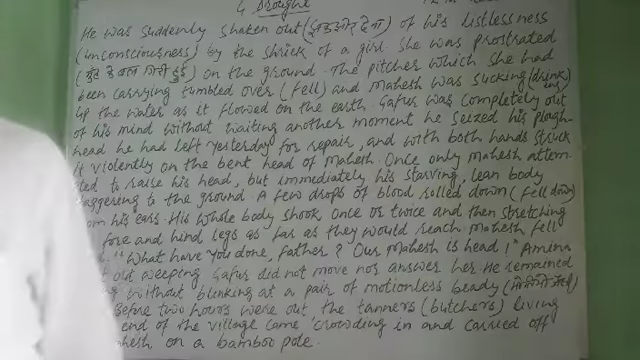 4 Drought
He was suddenly shaken out (झकझोर देना) of his listlessness
(unconsciousness) by the shrick of a girl. She was prostrated
(मुँह के बल गिरी हुई) on the ground. The pitcher which she had
been carrying tumbled over (fell) and Mahesh was sucking (drinking)
up the water as it flowed on the earth. Gafur was completely out
of his mind without waiting another moment he seized his plough-
head he had left yesterday for repair, and with both hands struck
it violently on the bent head of Mahesh. Once only Mahesh attem-
ted to raise his head, but immediately his starving, lean body
aggering to the ground. A few drops of blood rolled down (fell down)
om his ears. His whole body shook once or twice and then stretching
fore and hind legs as far as they would reach Mahesh fell
"What have you done, Father? Our Mahesh is head!" Amina
old weeping Gafur did not move nor answer her. He remained
g without blinking at a pair of motionless beady
Before two hours were out the tanners (butchers) living
end of the village came crowding in and carried off
hesh on a bamboo pole.